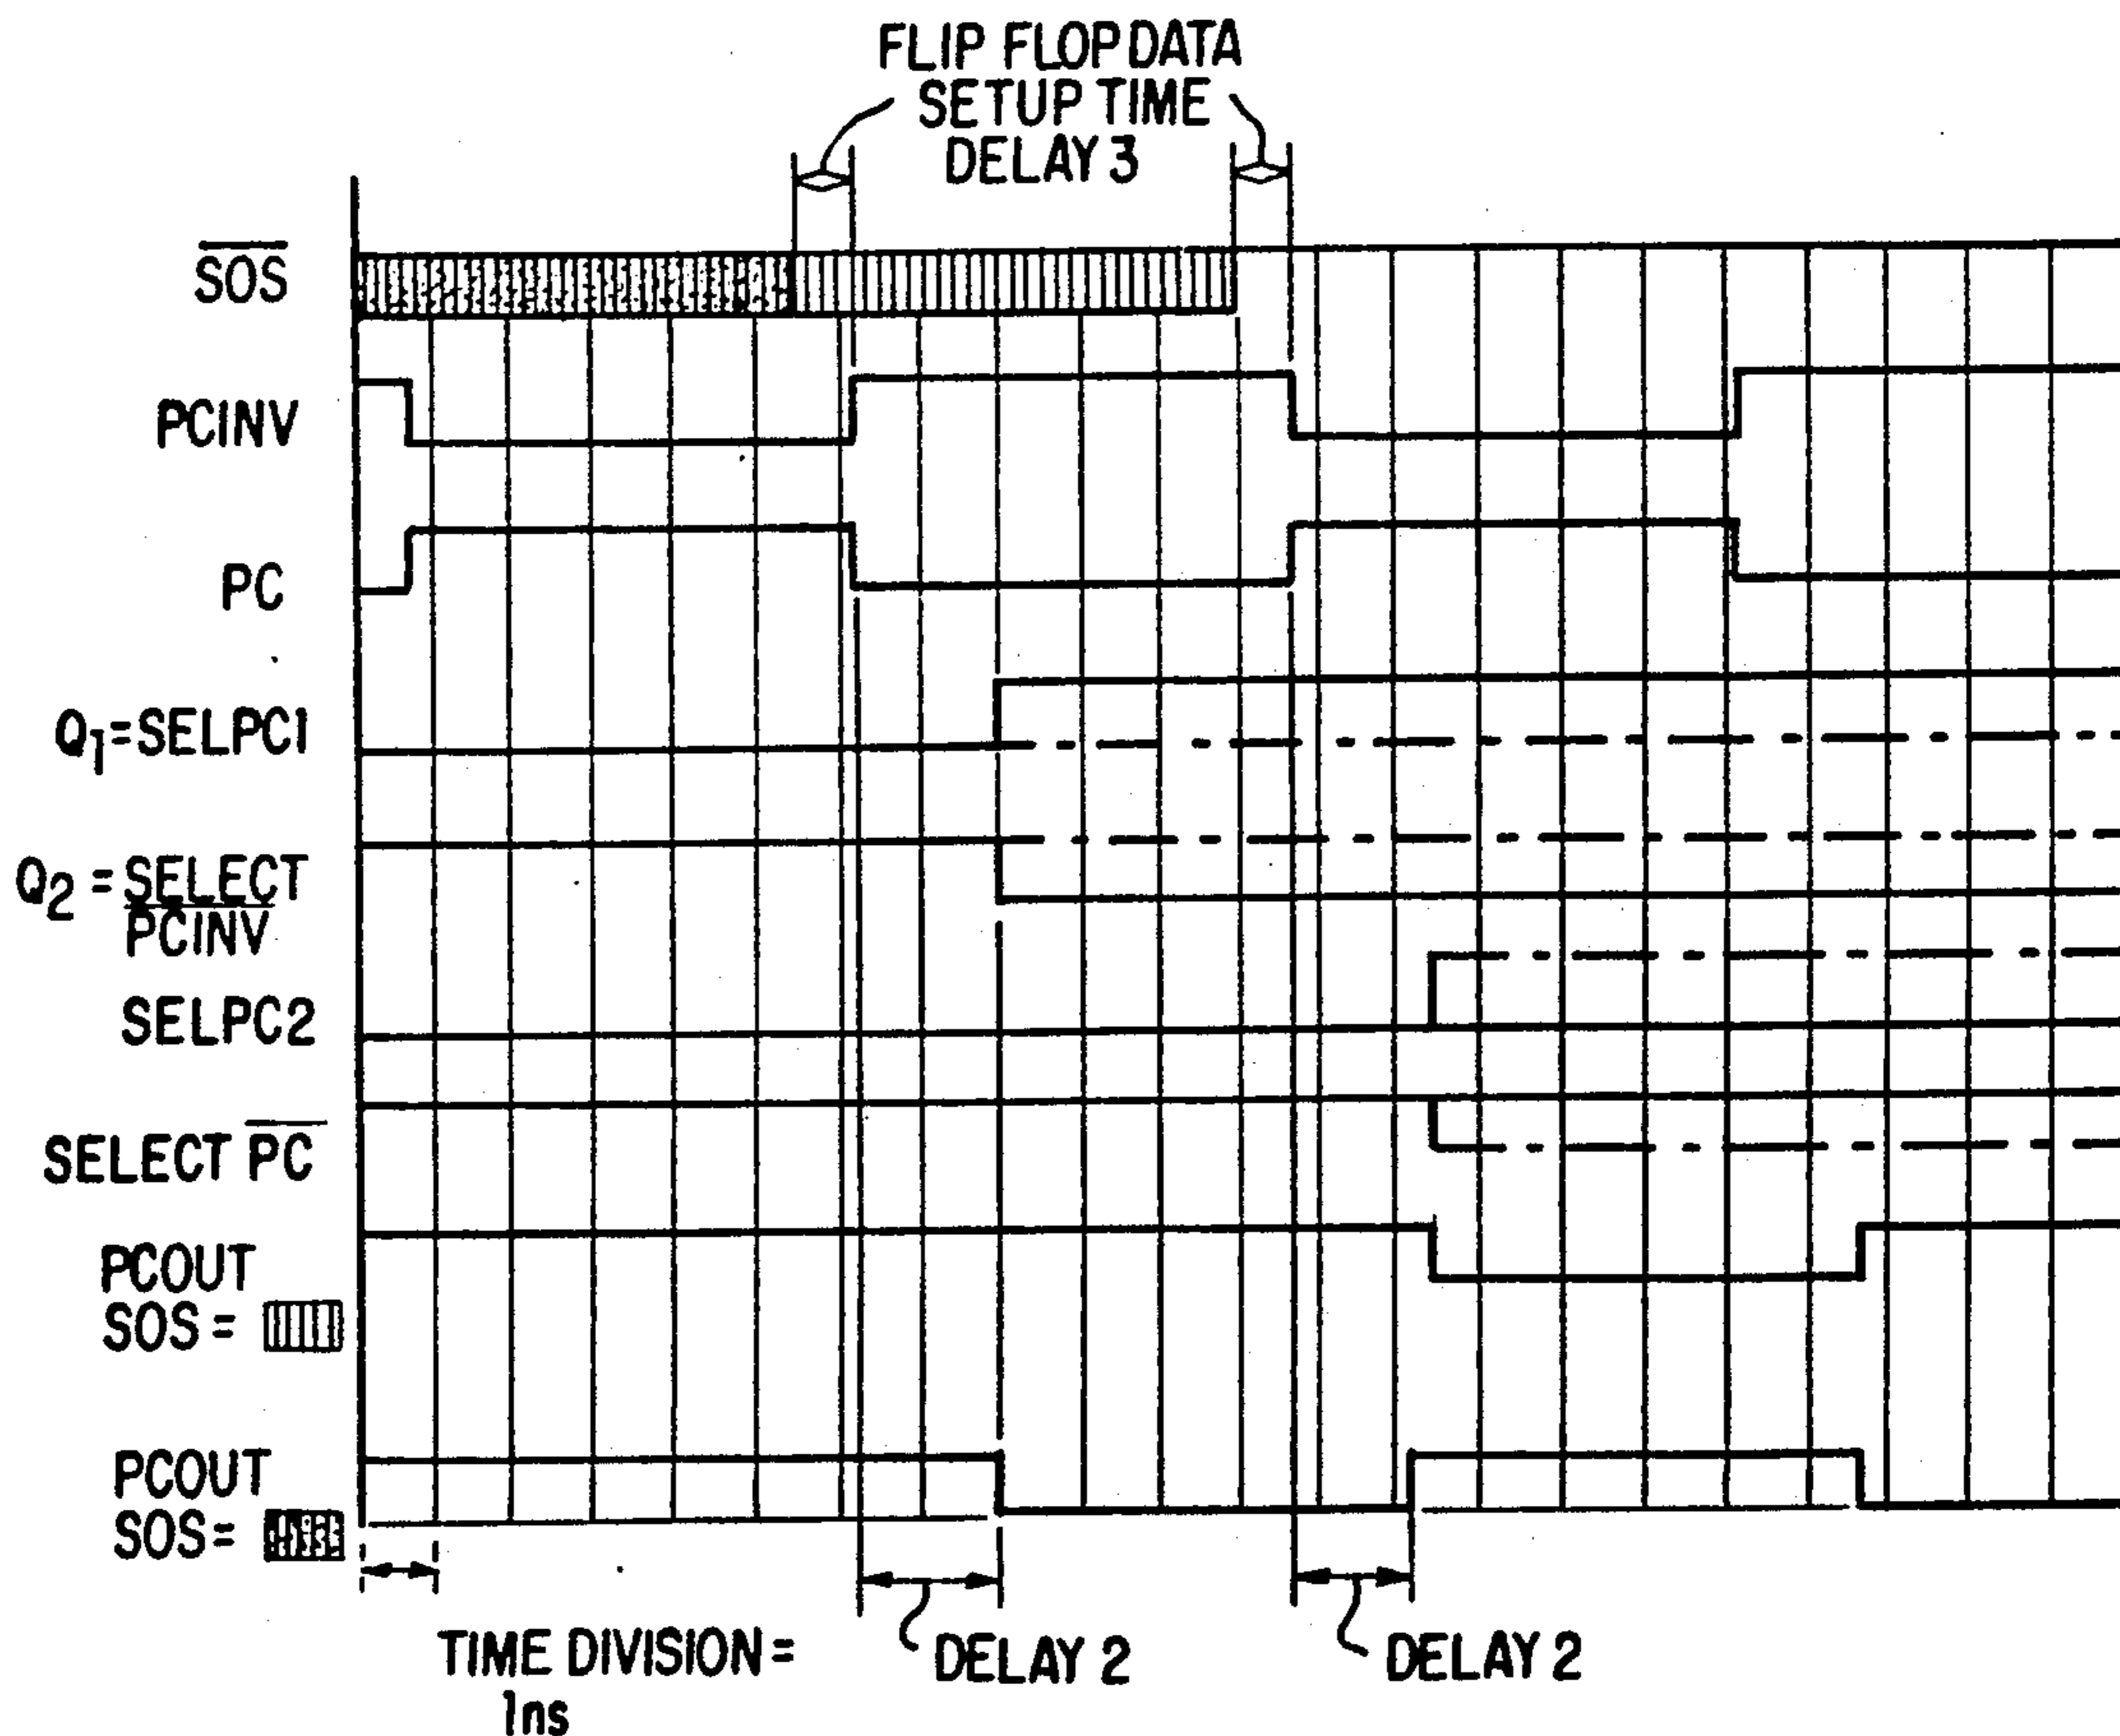 FLIP FLOP DATA
SETUP TIME
DELAY 3
SOS
PCINV
PC
Q1=SELPC1
Q2 = SELECT
PCINV
SELPC2
SELECT PC
PCOUT
SOS =
PCOUT
SOS =
TIME DIVISION =
1ns
DELAY 2
DELAY 2